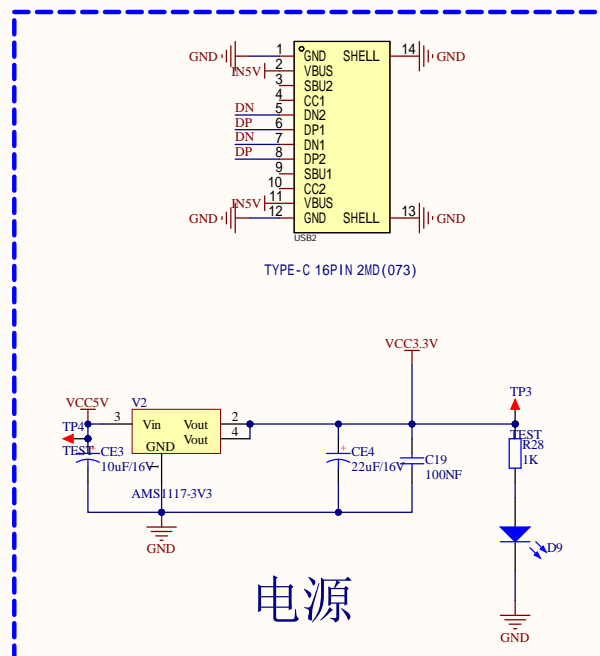 1 GND SHELL 14
GND GND
IN5V 2 VBUS
3 SBU2
4 CC1
DN 5 DN2
DP 6 DP1
DN 7 DN1
DP 8 DP2
9 SBU1
10 CC2
IN5V 11 VBUS
GND 12 GND SHELL 13 GND
USB2
TYPE-C 16PIN 2MD(073)
VCC3.3V
VCC5V V2 TP3
3 Vin Vout 2
TP4 Vout 4
TEST CE3 GND TEST
10uF/16V 1 CE4 C19 R28
22uF/16V 100NF 1K
AMS1117-3V3
GND D9
电源
GND